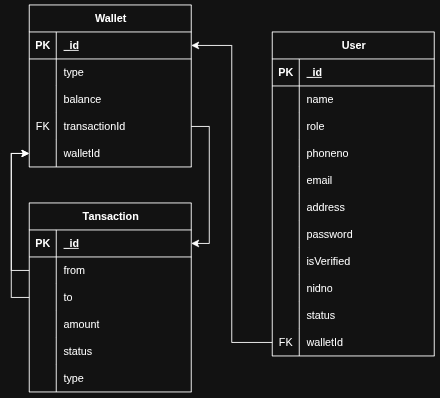 Wallet
PK _id
type
balance
FK transactionId
walletId
Tansaction
PK _id
from
to
amount
status
type
User
PK _id
name
role
phoneno
email
address
password
isVerified
nidno
status
FK walletId